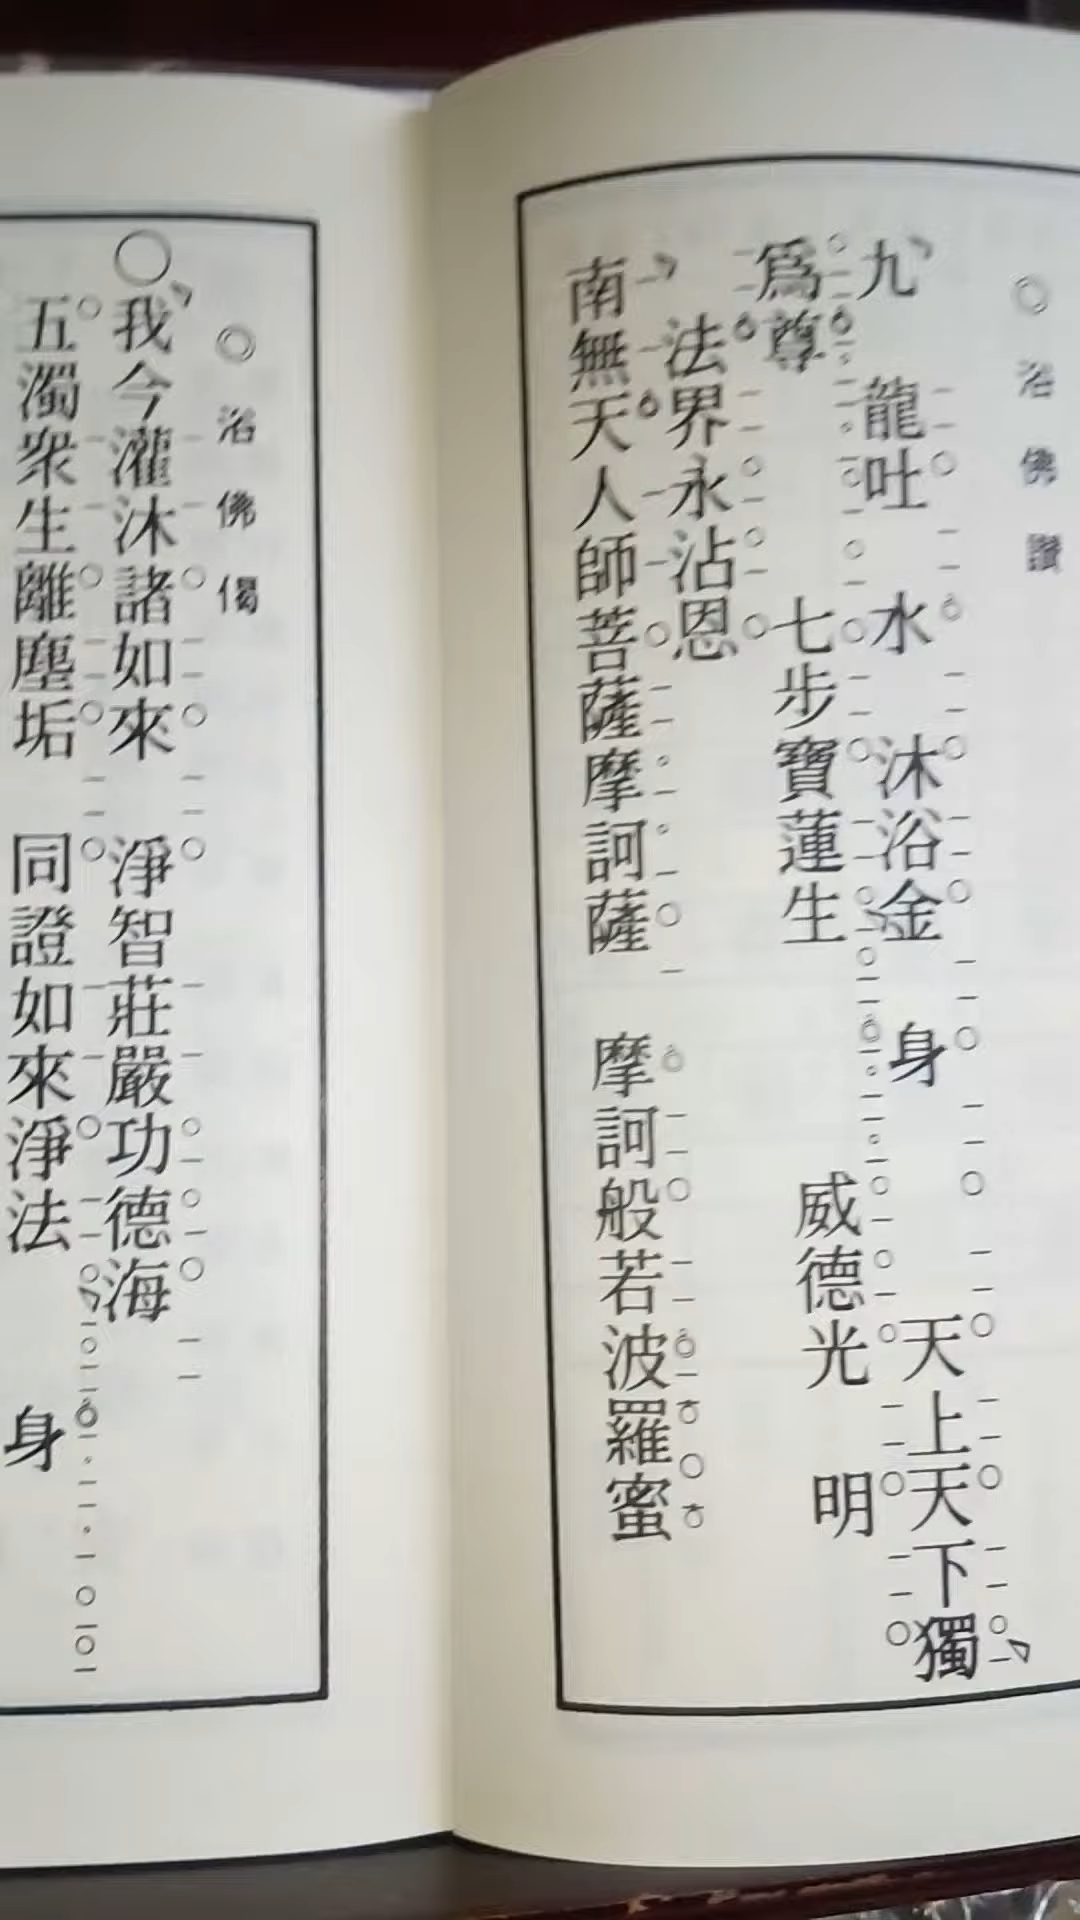 ◎浴佛讚
九龍吐水沐浴金身天上天下獨
爲尊七步寶蓮生威德光明
法界永沾恩
南無天人師菩薩摩訶薩摩訶般若波羅蜜
◎浴佛偈
○我今灌沐諸如來淨智莊嚴功德海
五濁衆生離塵垢同證如來淨法身